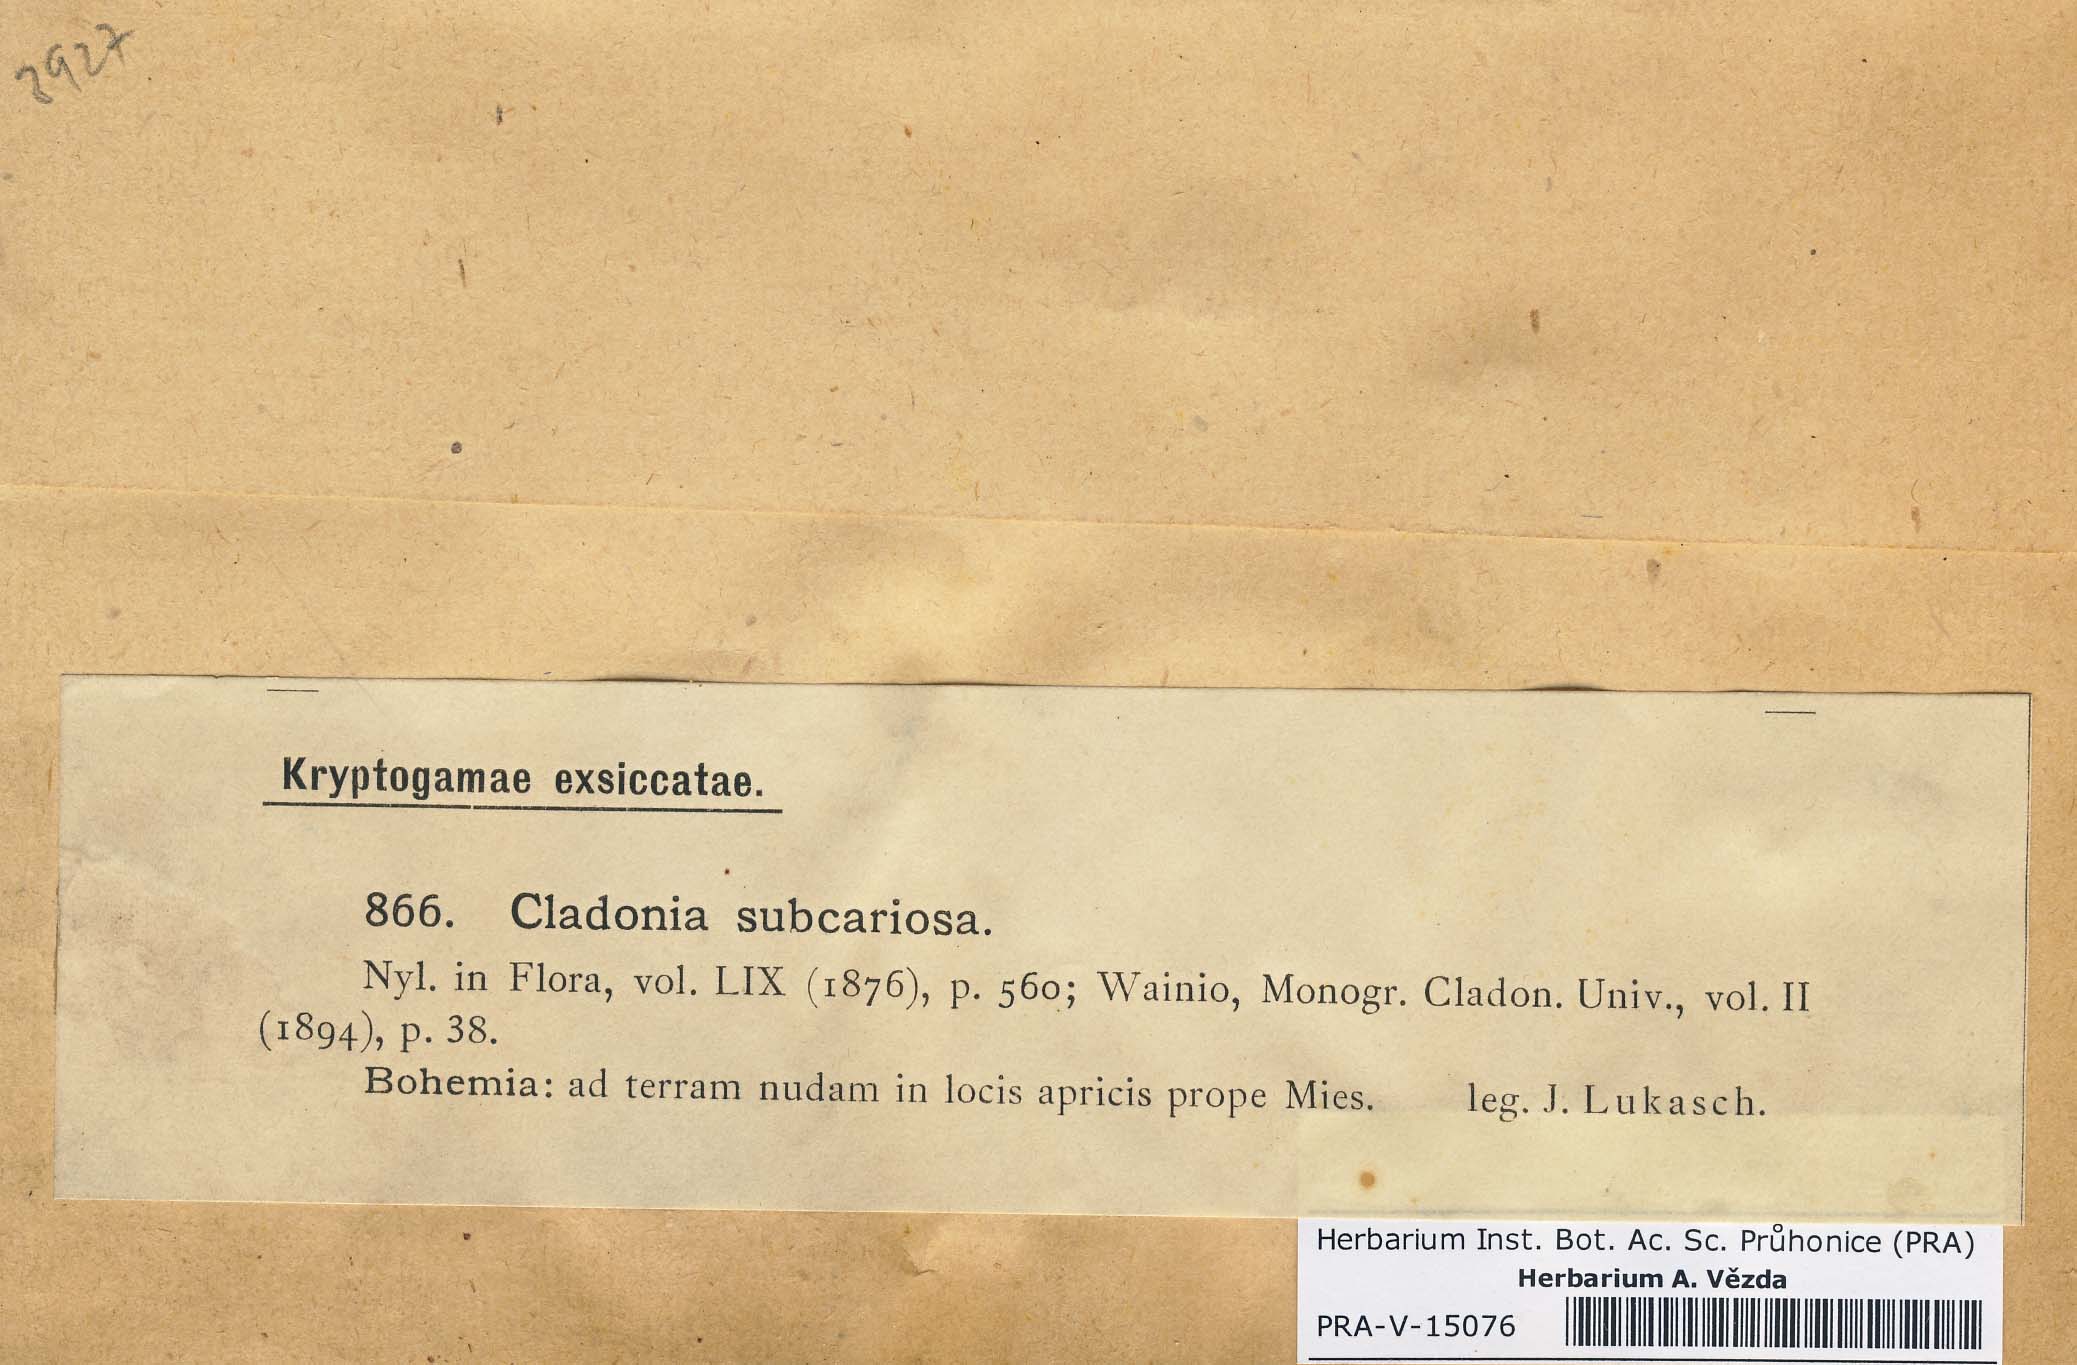 3927
Kryptogamae exsiccatae.
866. Cladonia subcariosa.
Nyl. in Flora, vol. LIX (1876), p. 560; Wainio, Monogr. Cladon. Univ., vol. II
(1894), p. 38.
Bohemia: ad terram nudam in locis apricis prope Mies. leg. J. Lukasch.
Herbarium Inst. Bot. Ac. Sc. Průhonice (PRA)
Herbarium A. Vězda
PRA-V-15076